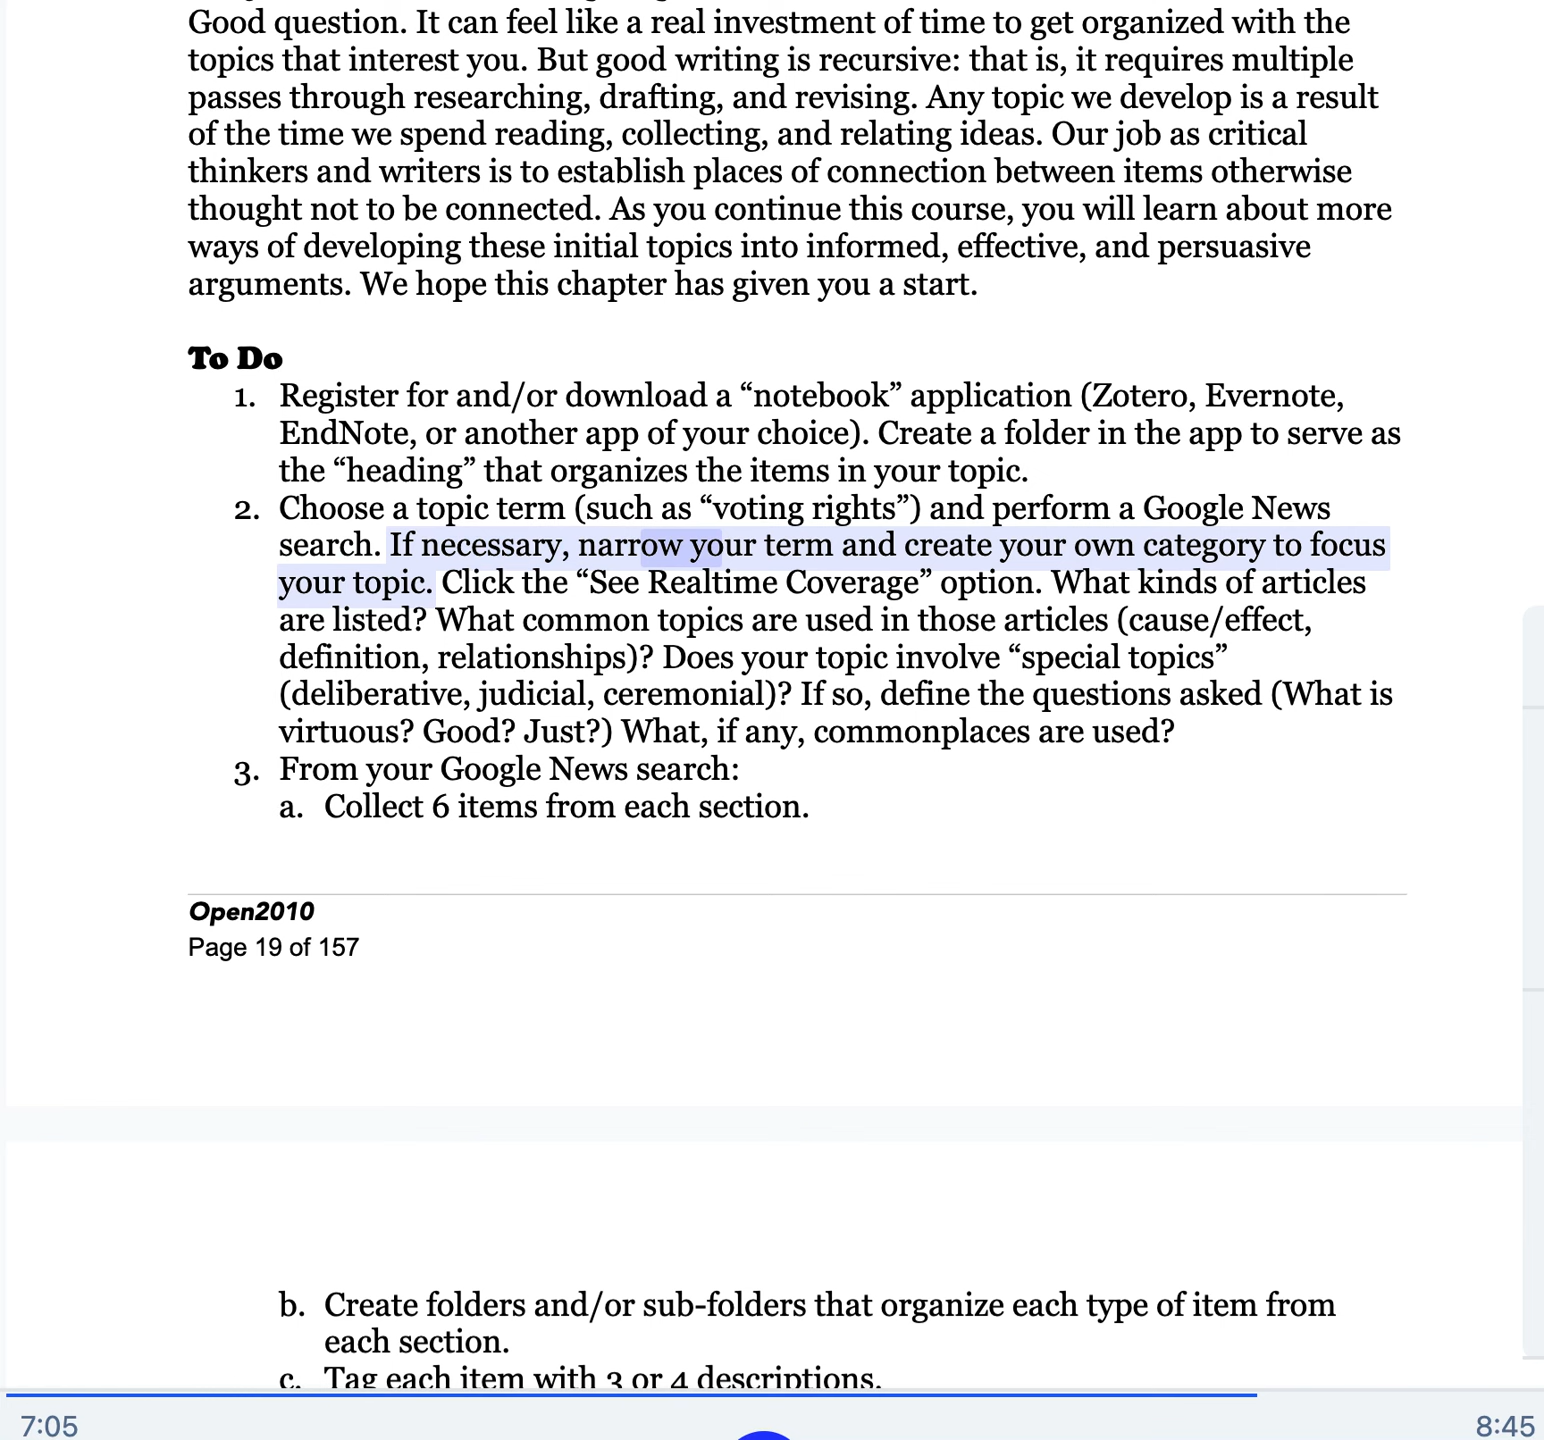 Good question. It can feel like a real investment of time to get organized with the
topics that interest you. But good writing is recursive: that is, it requires multiple
passes through researching, drafting, and revising. Any topic we develop is a result
of the time we spend reading, collecting, and relating ideas. Our job as critical
thinkers and writers is to establish places of connection between items otherwise
thought not to be connected. As you continue this course, you will learn about more
ways of developing these initial topics into informed, effective, and persuasive
arguments. We hope this chapter has given you a start.
To Do
1. Register for and/or download a “notebook” application (Zotero, Evernote,
EndNote, or another app of your choice). Create a folder in the app to serve as
the “heading” that organizes the items in your topic.
2. Choose a topic term (such as “voting rights”) and perform a Google News
search. If necessary, narrow your term and create your own category to focus
your topic. Click the “See Realtime Coverage” option. What kinds of articles
are listed? What common topics are used in those articles (cause/effect,
definition, relationships)? Does your topic involve “special topics”
(deliberative, judicial, ceremonial)? If so, define the questions asked (What is
virtuous? Good? Just?) What, if any, commonplaces are used?
3. From your Google News search:
a. Collect 6 items from each section.
Open2010
Page 19 of 157
b. Create folders and/or sub-folders that organize each type of item from
each section.
c. Tag each item with 3 or 4 descriptions.
7:05
8:45